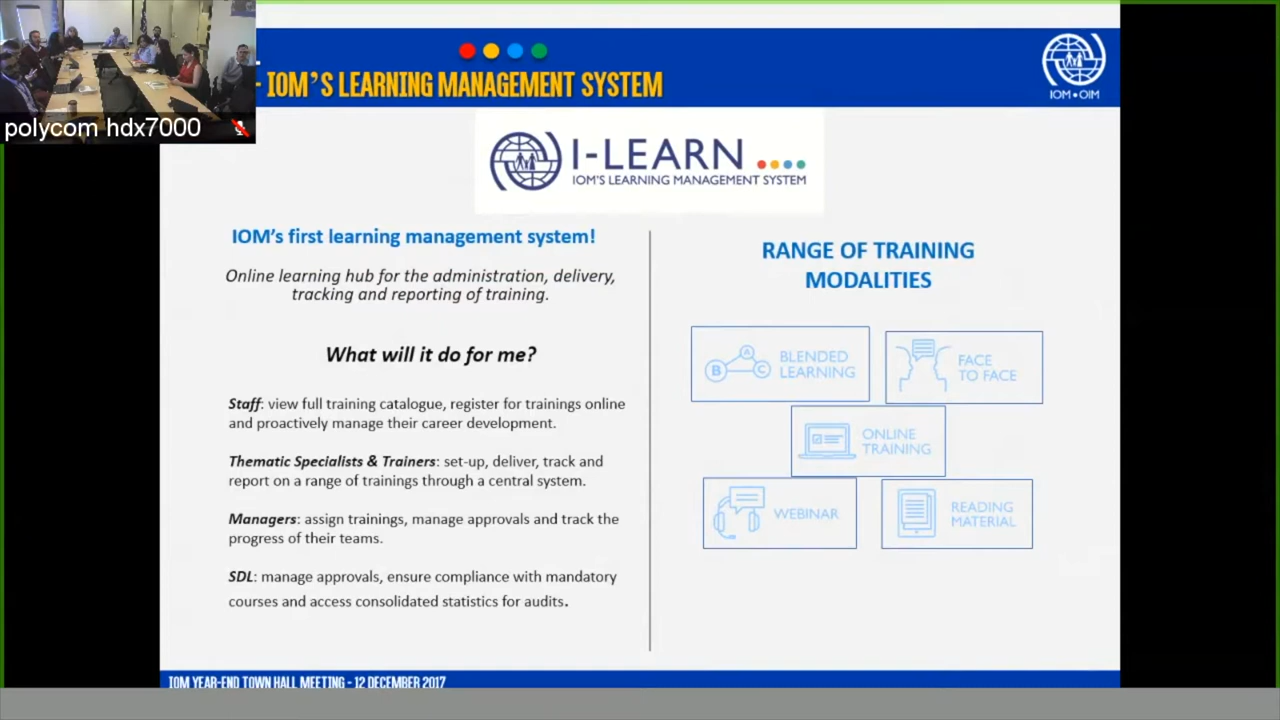 - IOM'S LEARNING MANAGEMENT SYSTEM
IOM • OIM
polycom hdx7000
I-LEARN
IOM'S LEARNING MANAGEMENT SYSTEM
IOM's first learning management system!
Online learning hub for the administration, delivery,
tracking and reporting of training.
What will it do for me?
Staff: view full training catalogue, register for trainings online
and proactively manage their career development.
Thematic Specialists & Trainers: set-up, deliver, track and
report on a range of trainings through a central system.
Managers: assign trainings, manage approvals and track the
progress of their teams.
SDL: manage approvals, ensure compliance with mandatory
courses and access consolidated statistics for audits.
RANGE OF TRAINING
MODALITIES
B A C
BLENDED
LEARNING
FACE
TO FACE
ONLINE
TRAINING
WEBINAR
READING
MATERIAL
IOM YEAR-END TOWN HALL MEETING - 12 DECEMBER 2017